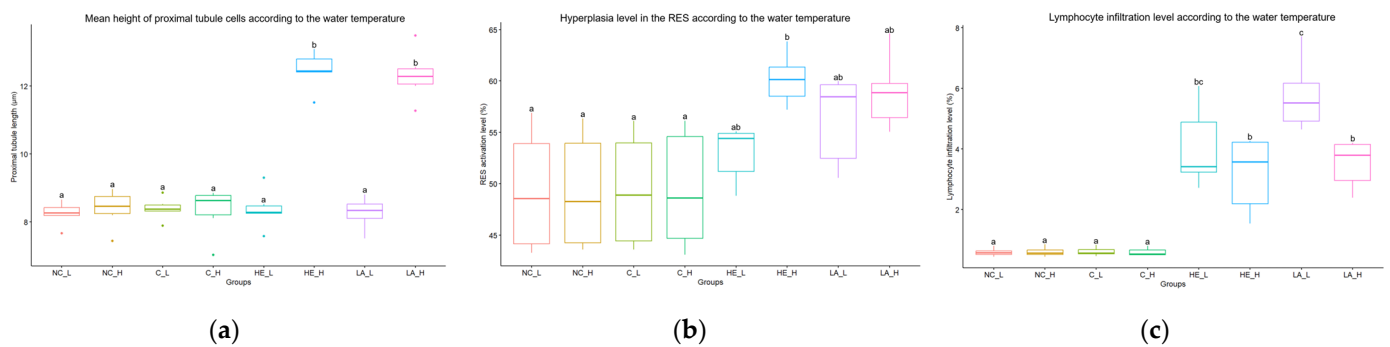 Mean height of proximal tubule cells according to the water temperature
Proximal tubule length (µm)
12
10
8
a
a
a
a
a
b
a
b
NC_L NC_H C_L C_H HE_L HE_H LA_L LA_H
Groups
(a)
Hyperplasia level in the RES according to the water temperature
RES activation level (%)
65
60
55
50
45
a
a
a
a
ab
b
ab
ab
NC_L NC_H C_L C_H HE_L HE_H LA_L LA_H
Groups
(b)
Lymphocyte infiltration level according to the water temperature
Lymphocyte infiltration level (%)
8
6
4
2
a
a
a
a
bc
b
c
b
NC_L NC_H C_L C_H HE_L HE_H LA_L LA_H
Groups
(c)